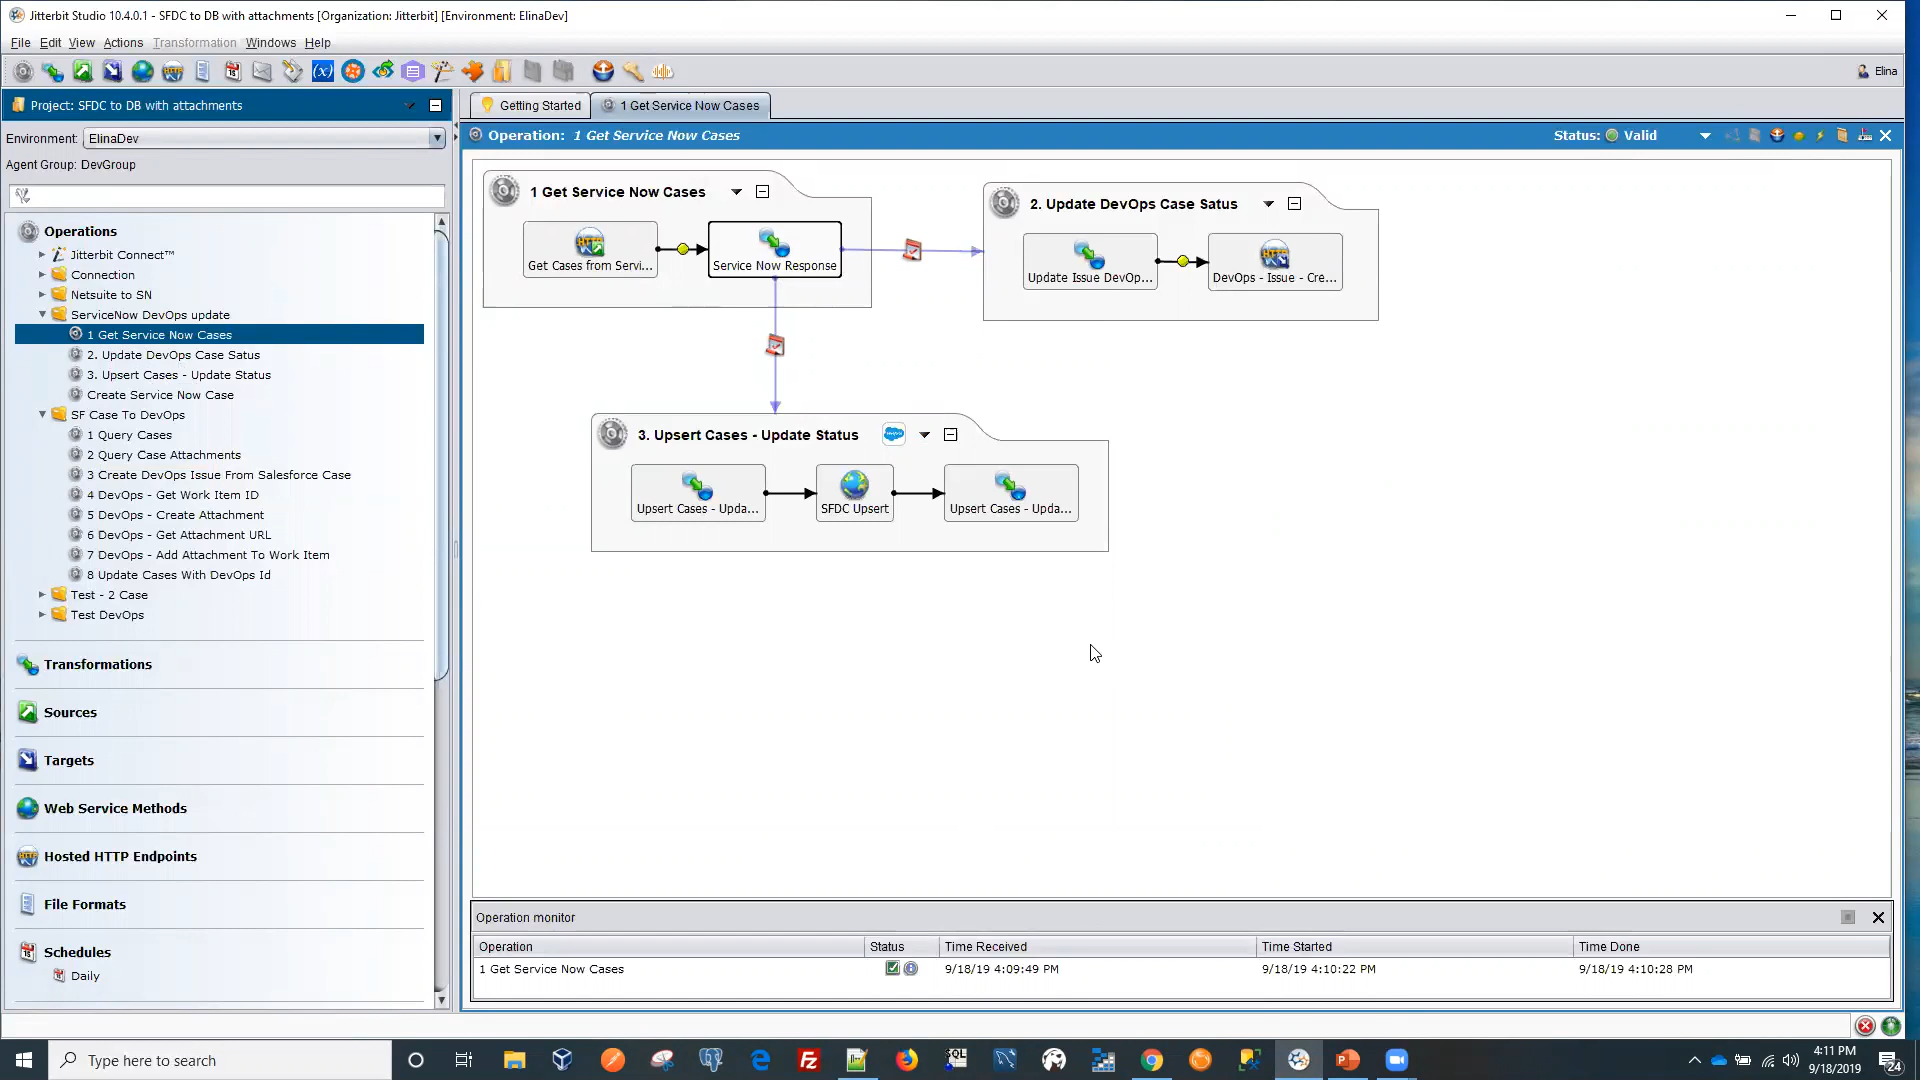 Jitterbit Studio 10.4.0.1 - SFDC to DB with attachments [Organization: Jitterbit] [Environment: ElinaDev]
File Edit View Actions Transformation Windows Help
Elina
Project: SFDC to DB with attachments
Environment: ElinaDev
Agent Group: DevGroup
Operations
Jitterbit Connect™
Connection
Netsuite to SN
ServiceNow DevOps update
1 Get Service Now Cases
2. Update DevOps Case Satus
3. Upsert Cases - Update Status
Create Service Now Case
SF Case To DevOps
1 Query Cases
2 Query Case Attachments
3 Create DevOps Issue From Salesforce Case
4 DevOps - Get Work Item ID
5 DevOps - Create Attachment
6 DevOps - Get Attachment URL
7 DevOps - Add Attachment To Work Item
8 Update Cases With DevOps Id
Test - 2 Case
Test DevOps
Transformations
Sources
Targets
Web Service Methods
Hosted HTTP Endpoints
File Formats
Schedules
Daily
Getting Started
1 Get Service Now Cases
Operation: 1 Get Service Now Cases
Status: Valid
1 Get Service Now Cases
Get Cases from Servi...
Service Now Response
2. Update DevOps Case Satus
Update Issue DevOp...
DevOps - Issue - Cre...
3. Upsert Cases - Update Status
Upsert Cases - Upda...
SFDC Upsert
Upsert Cases - Upda...
Operation monitor
Operation Status Time Received Time Started Time Done
1 Get Service Now Cases 9/18/19 4:09:49 PM 9/18/19 4:10:22 PM 9/18/19 4:10:28 PM
Type here to search
4:11 PM
9/18/2019
24